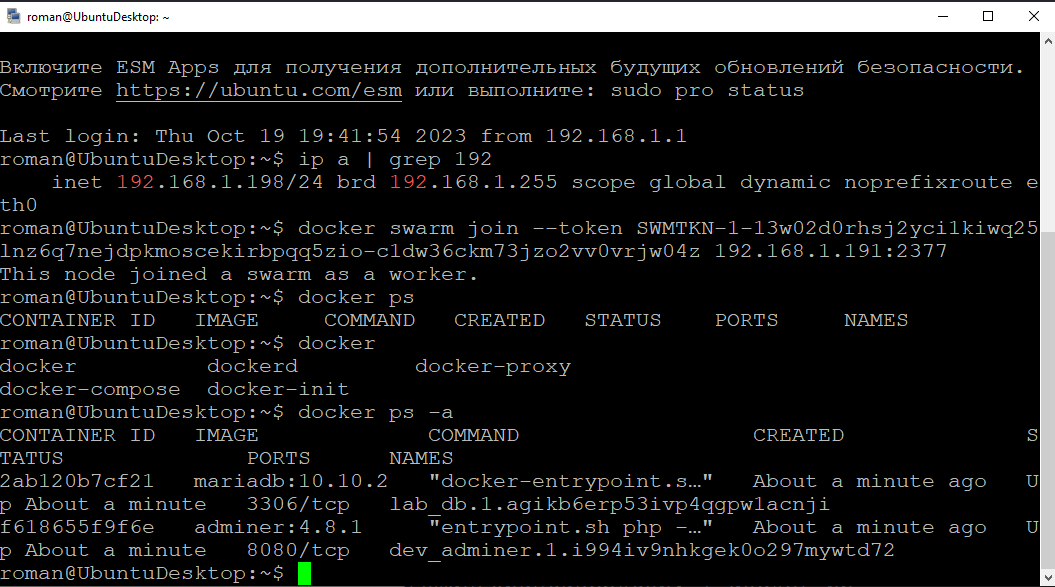 roman@UbuntuDesktop: ~
Включите ESM Apps для получения дополнительных будущих обновлений безопасности.
Смотрите https://ubuntu.com/esm или выполните: sudo pro status
Last login: Thu Oct 19 19:41:54 2023 from 192.168.1.1
roman@UbuntuDesktop:~$ ip a | grep 192
    inet 192.168.1.198/24 brd 192.168.1.255 scope global dynamic noprefixroute e
th0
roman@UbuntuDesktop:~$ docker swarm join --token SWMTKN-1-13w02d0rhsj2yci1kiwq25
lnz6q7nejdpkmoscekirbpqq5zio-c1dw36ckm73jzo2vv0vrjw04z 192.168.1.191:2377
This node joined a swarm as a worker.
roman@UbuntuDesktop:~$ docker ps
CONTAINER ID   IMAGE     COMMAND   CREATED   STATUS    PORTS     NAMES
roman@UbuntuDesktop:~$ docker
docker          dockerd         docker-proxy
docker-compose  docker-init
roman@UbuntuDesktop:~$ docker ps -a
CONTAINER ID   IMAGE             COMMAND                  CREATED              S
TATUS              PORTS      NAMES
2ab120b7cf21   mariadb:10.10.2   "docker-entrypoint.s…"   About a minute ago   U
p About a minute   3306/tcp   lab_db.1.agikb6erp53ivp4qgpw1acnji
f618655f9f6e   adminer:4.8.1     "entrypoint.sh php -…"   About a minute ago   U
p About a minute   8080/tcp   dev_adminer.1.i994iv9nhkgek0o297mywtd72
roman@UbuntuDesktop:~$